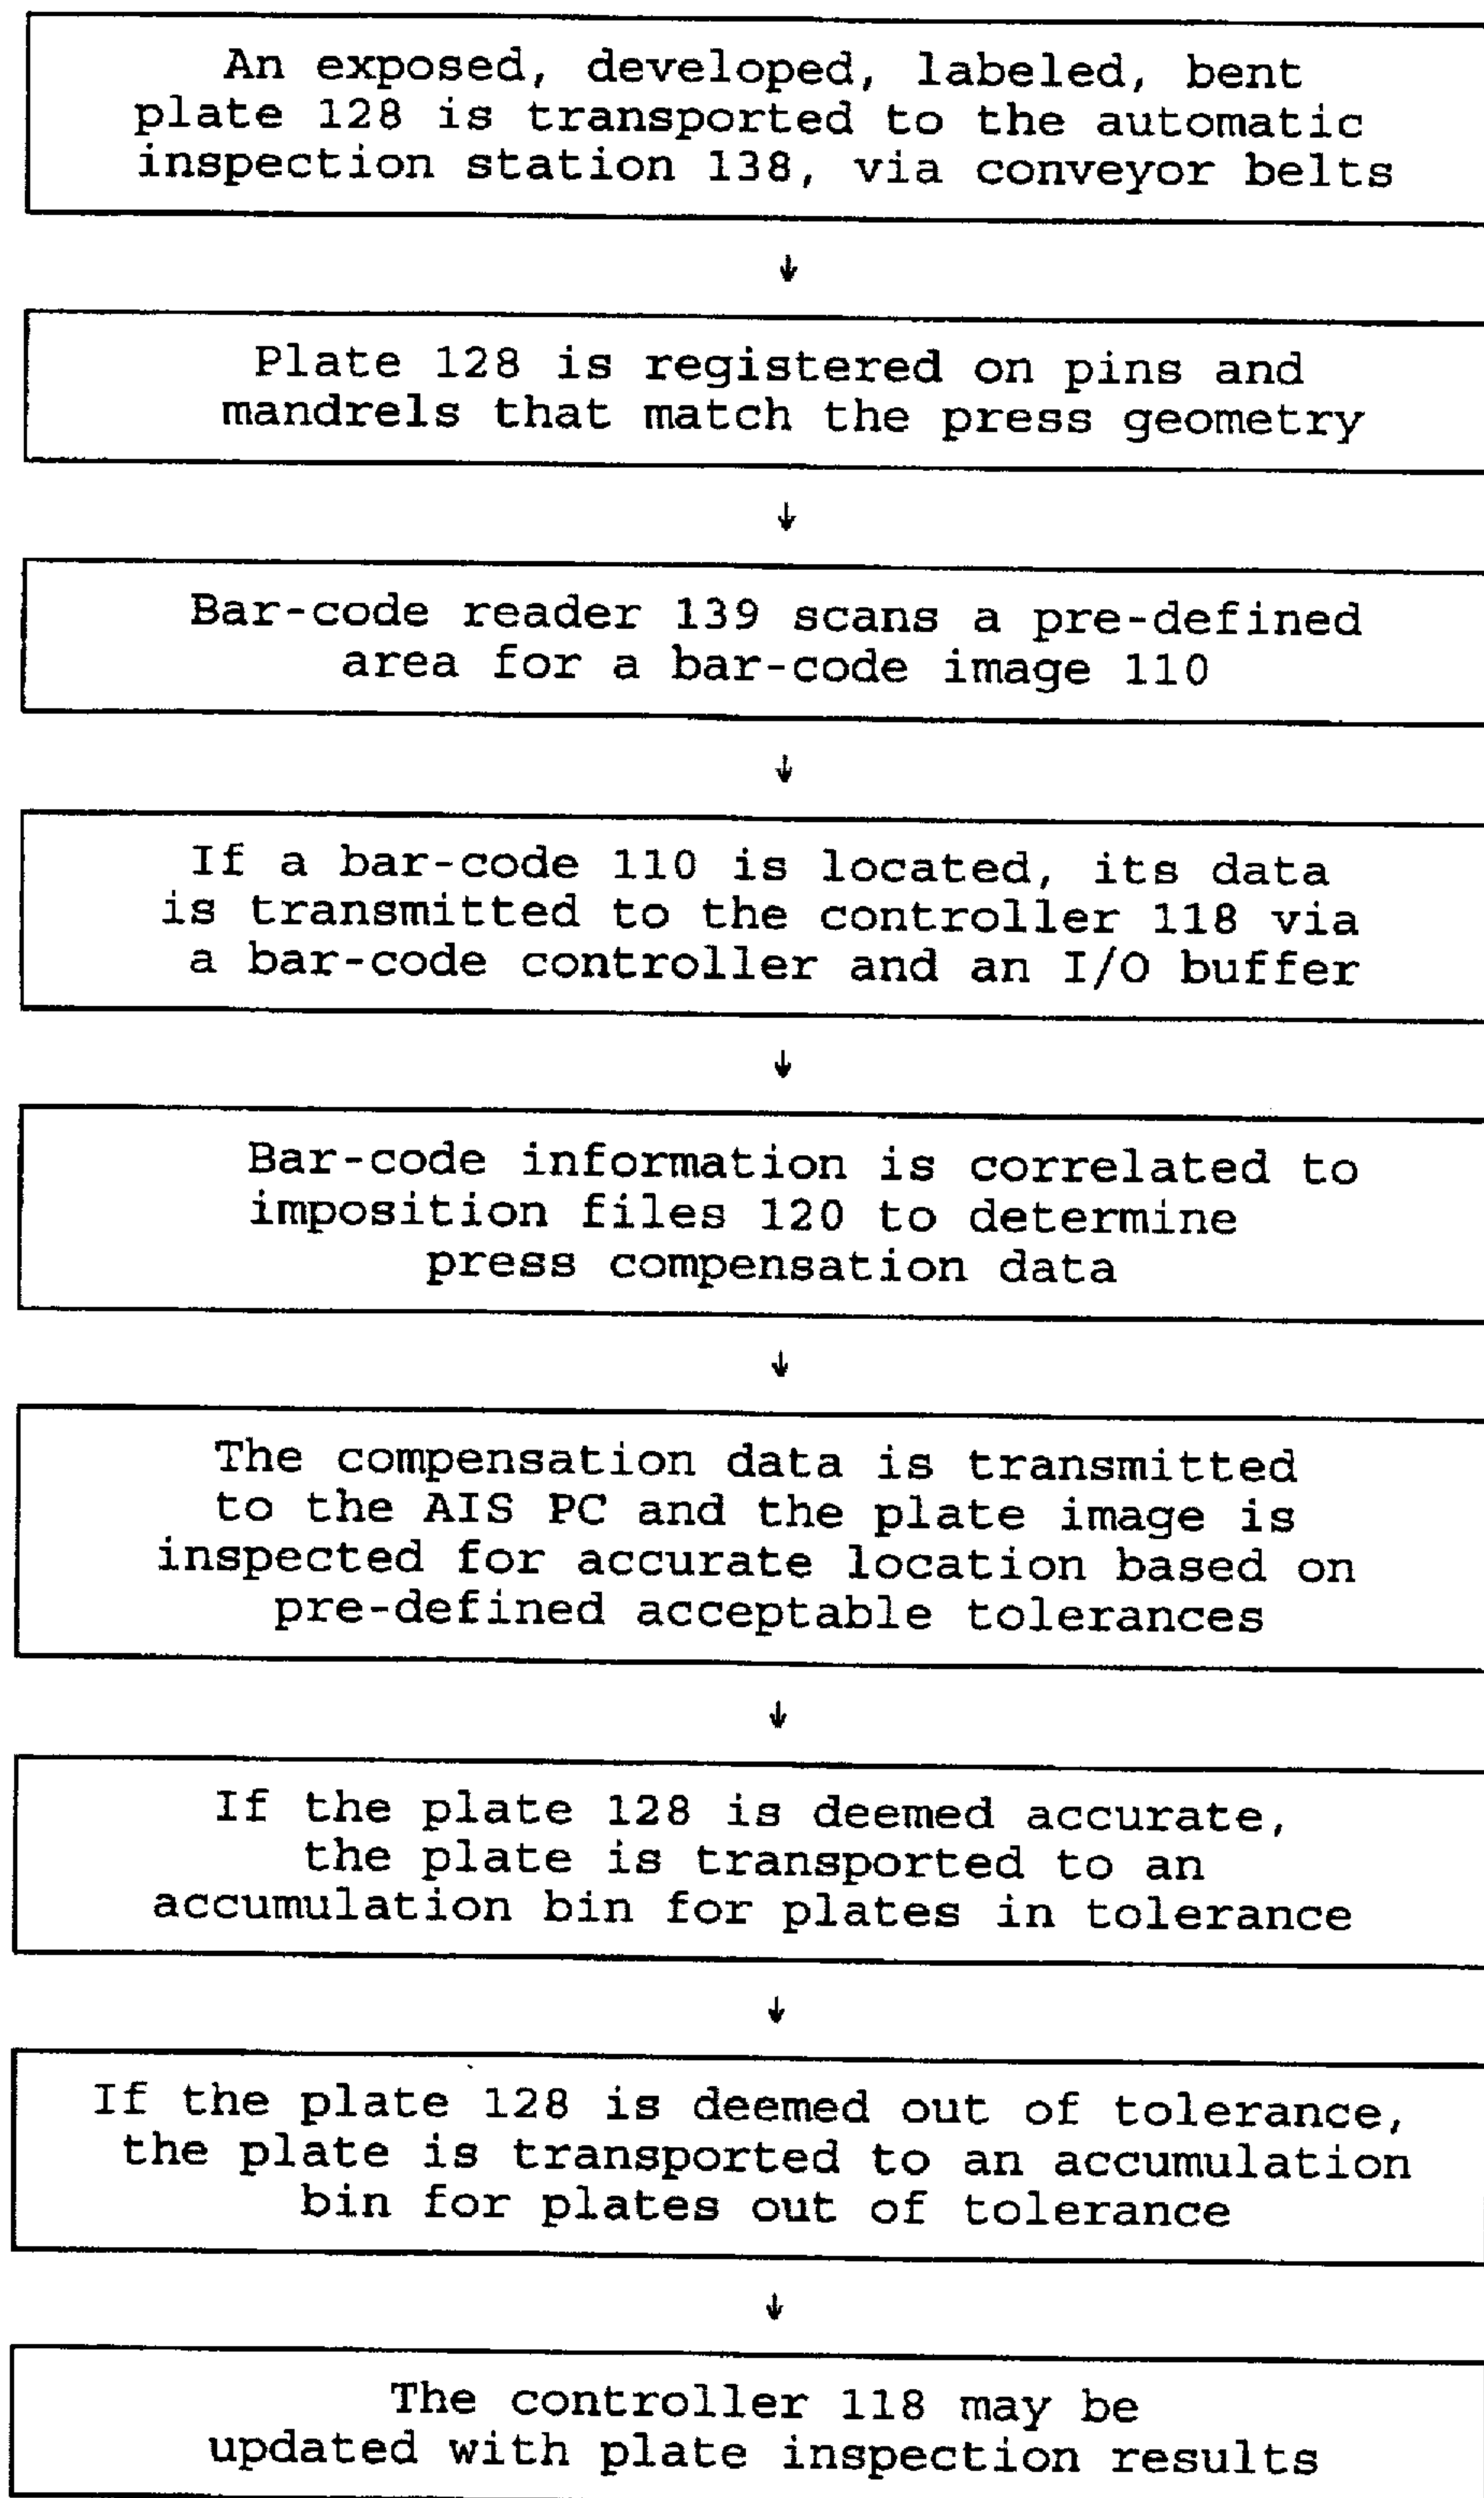 An exposed, developed, labeled, bent
plate 128 is transported to the automatic
inspection station 138, via conveyor belts
Plate 128 is registered on pins and
mandrels that match the press geometry
Bar-code reader 139 scans a pre-defined
area for a bar-code image 110
If a bar-code 110 is located, its data
is transmitted to the controller 118 via
a bar-code controller and an I/O buffer
Bar-code information is correlated to
imposition files 120 to determine
press compensation data
The compensation data is transmitted
to the AIS PC and the plate image is
inspected for accurate location based on
pre-defined acceptable tolerances
If the plate 128 is deemed accurate,
the plate is transported to an
accumulation bin for plates in tolerance
If the plate 128 is deemed out of tolerance,
the plate is transported to an accumulation
bin for plates out of tolerance
The controller 118 may be
updated with plate inspection results